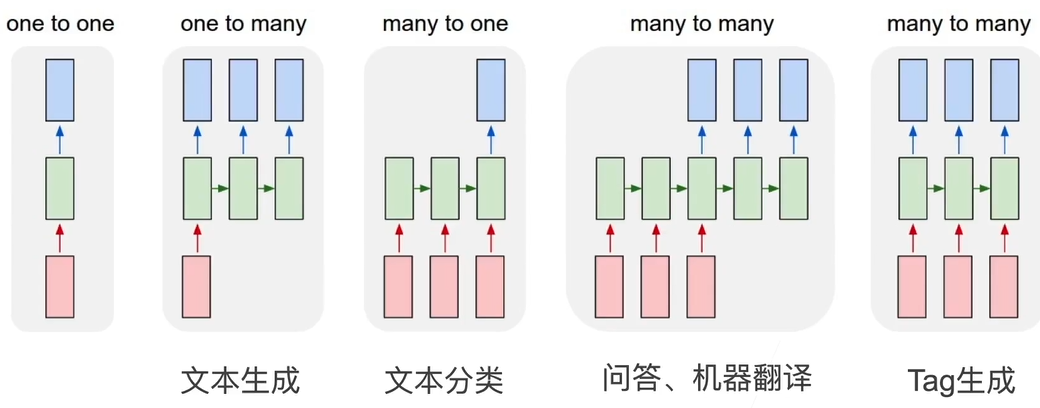 one to one
one to many
many to one
many to many
many to many
文本生成
文本分类
问答、机器翻译
Tag生成